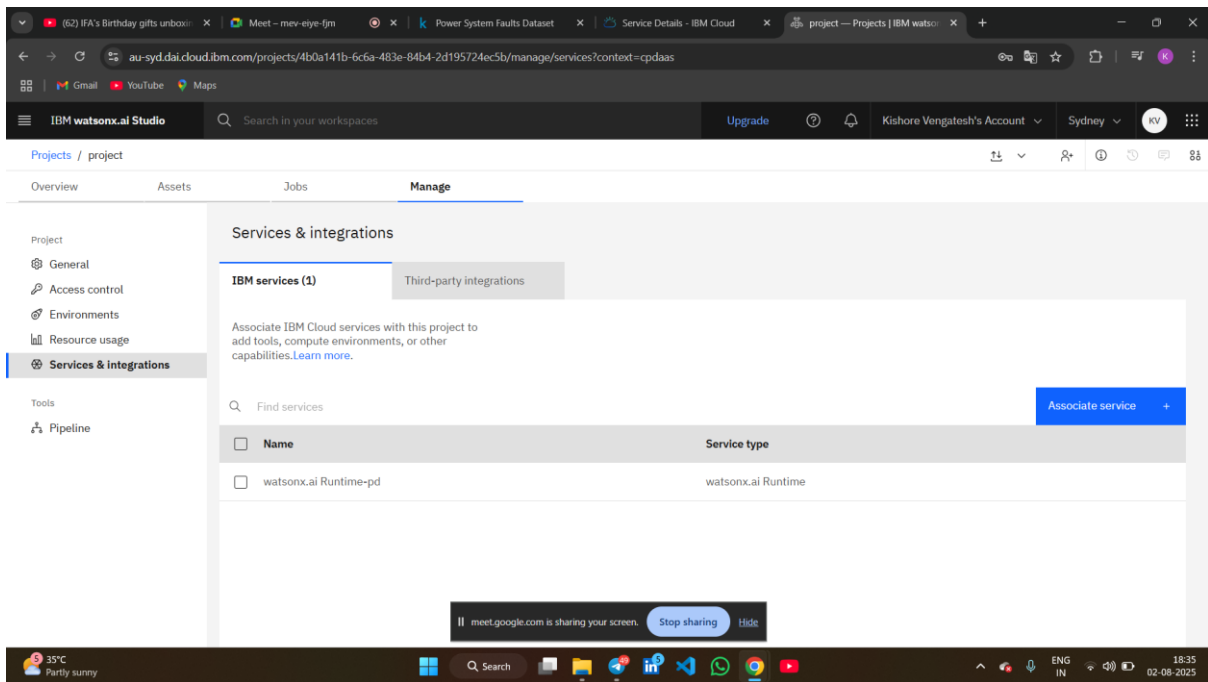 (62) IFA's Birthday gifts unboxin
Meet – mev-eiye-fjm
Power System Faults Dataset
Service Details - IBM Cloud
project — Projects | IBM watso
au-syd.dai.cloud.ibm.com/projects/4b0a141b-6c6a-483e-84b4-2d195724ec5b/manage/services?context=cpdaas
K
Gmail
YouTube
Maps
IBM watsonx.ai Studio
Search in your workspaces
Upgrade
Kishore Vengatesh's Account
Sydney
KV
Projects / project
Overview
Assets
Jobs
Manage
Project
General
Access control
Environments
Resource usage
Services & integrations
Tools
Pipeline
Services & integrations
IBM services (1)
Third-party integrations
Associate IBM Cloud services with this project to
add tools, compute environments, or other
capabilities.Learn more.
Find services
Associate service +
Name
Service type
watsonx.ai Runtime-pd
watsonx.ai Runtime
meet.google.com is sharing your screen.
Stop sharing
Hide
5
35°C
Partly sunny
Search
ENG
IN
18:35
02-08-2025